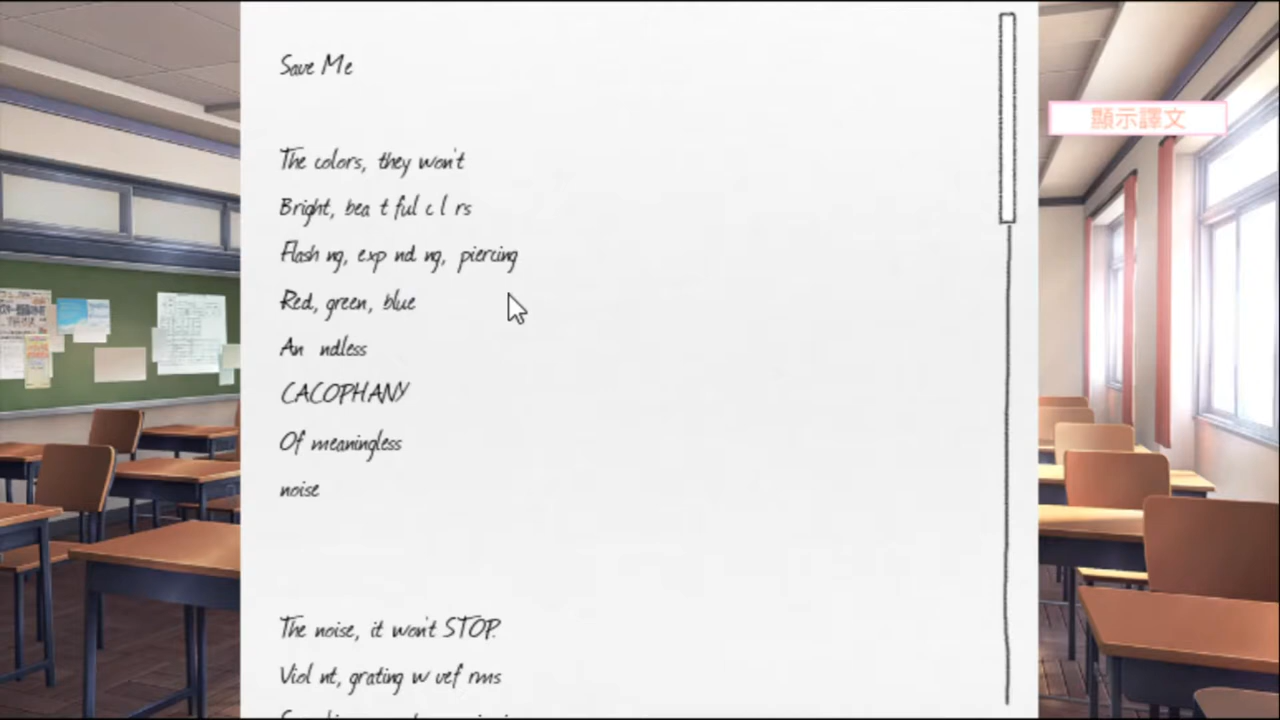 Save Me
The colors, they won't
Bright, bea t ful c l rs
Flash ng, exp nd ng, piercing
Red, green, blue
An ndless
CACOPHANY
Of meaningless
noise
The noise, it won't STOP.
Viol nt, grating w vef rms
顯示譯文